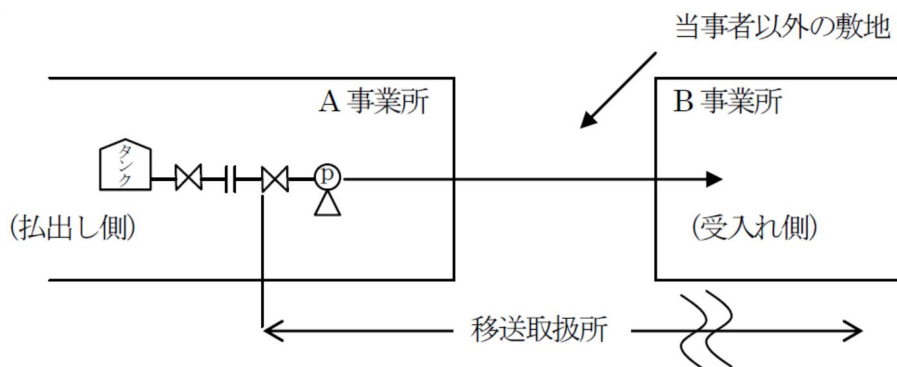 当事者以外の敷地
A 事業所
B 事業所
タンク
p
(払出し側)
(受入れ側)
移送取扱所